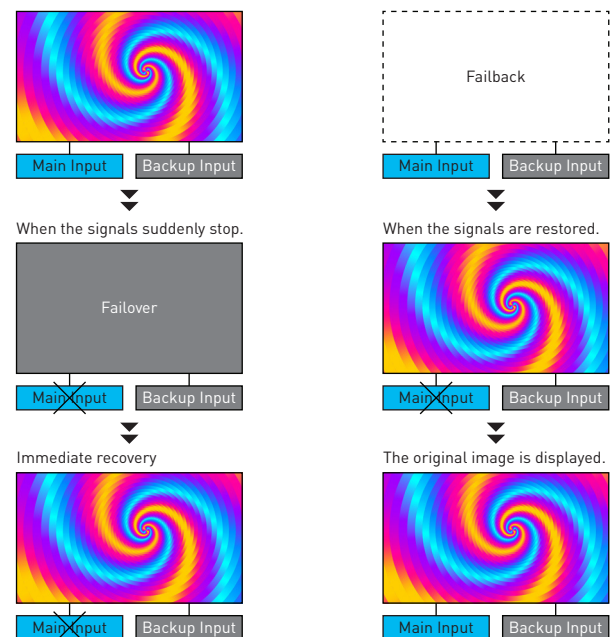 Main Input
Backup Input
When the signals suddenly stop.
Failover
Main Input
Backup Input
Immediate recovery
Main Input
Backup Input
Failback
Main Input
Backup Input
When the signals are restored.
Main Input
Backup Input
The original image is displayed.
Main Input
Backup Input